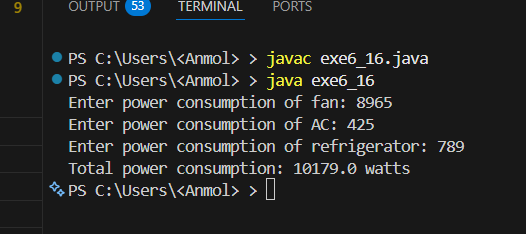 9 OUTPUT 53 TERMINAL PORTS
PS C:\Users\<Anmol> > javac exe6_16.java
PS C:\Users\<Anmol> > java exe6_16
Enter power consumption of fan: 8965
Enter power consumption of AC: 425
Enter power consumption of refrigerator: 789
Total power consumption: 10179.0 watts
PS C:\Users\<Anmol> >